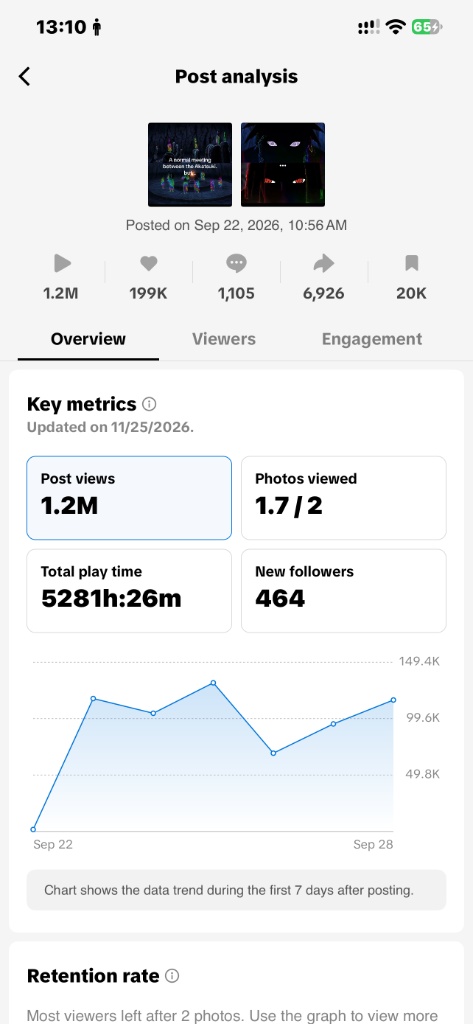 13:10
65
Post analysis
A normal meeting
between the Akatsuki,
but..
...
Posted on Sep 22, 2026, 10:56 AM
1.2M 199K 1,105 6,926 20K
Overview Viewers Engagement
Key metrics
Updated on 11/25/2026.
Post views Photos viewed
1.2M 1.7 / 2
Total play time New followers
5281h:26m 464
149.4K
99.6K
49.8K
Sep 22 Sep 28
Chart shows the data trend during the first 7 days after posting.
Retention rate
Most viewers left after 2 photos. Use the graph to view more